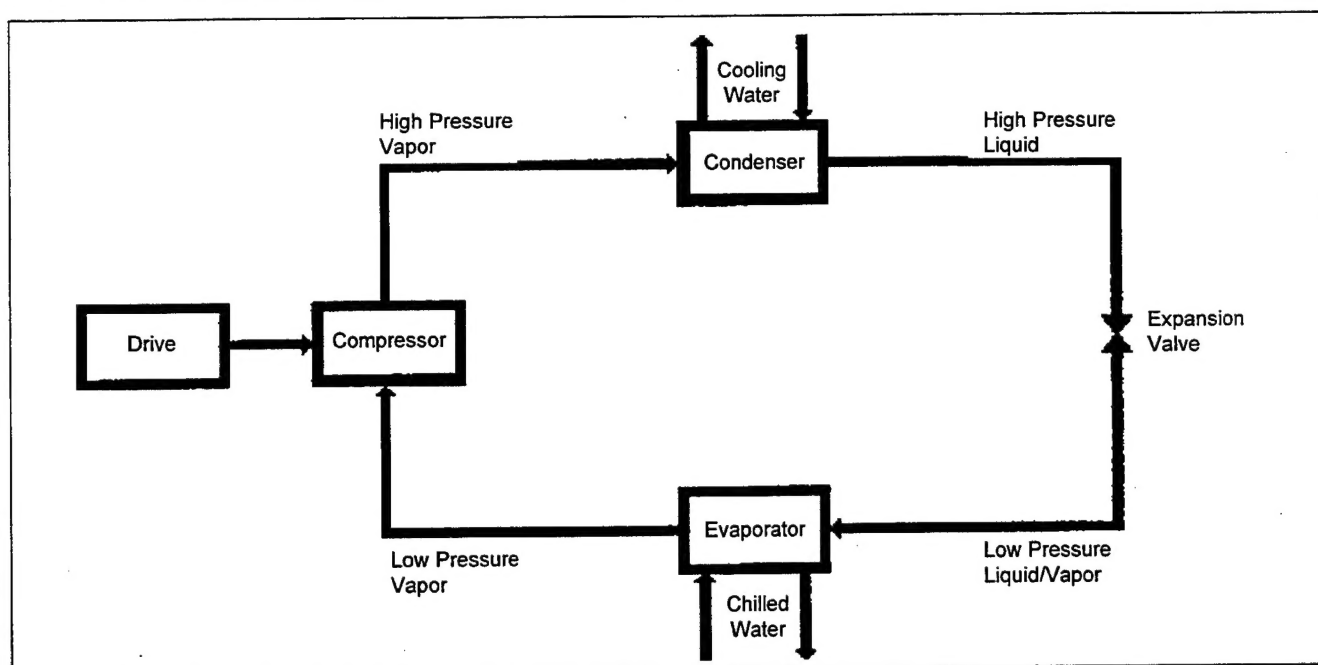 Cooling
Water
High Pressure
Vapor
High Pressure
Liquid
Condenser
Drive
Compressor
Expansion
Valve
Evaporator
Low Pressure
Vapor
Low Pressure
Liquid/Vapor
Chilled
Water